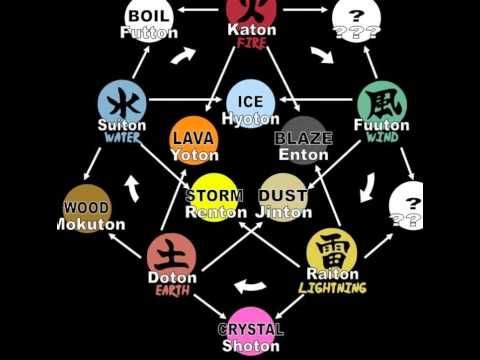 BOIL
Futton
火
Katon
FIRE
?
???
水
Suiton
WATER
ICE
Hyoton
風
Fuuton
WIND
LAVA
Yoton
BLAZE
Enton
WOOD
Mokuton
STORM
Renton
DUST
Jinton
?
??
土
Doton
EARTH
雷
Raiton
LIGHTNING
CRYSTAL
Shoton